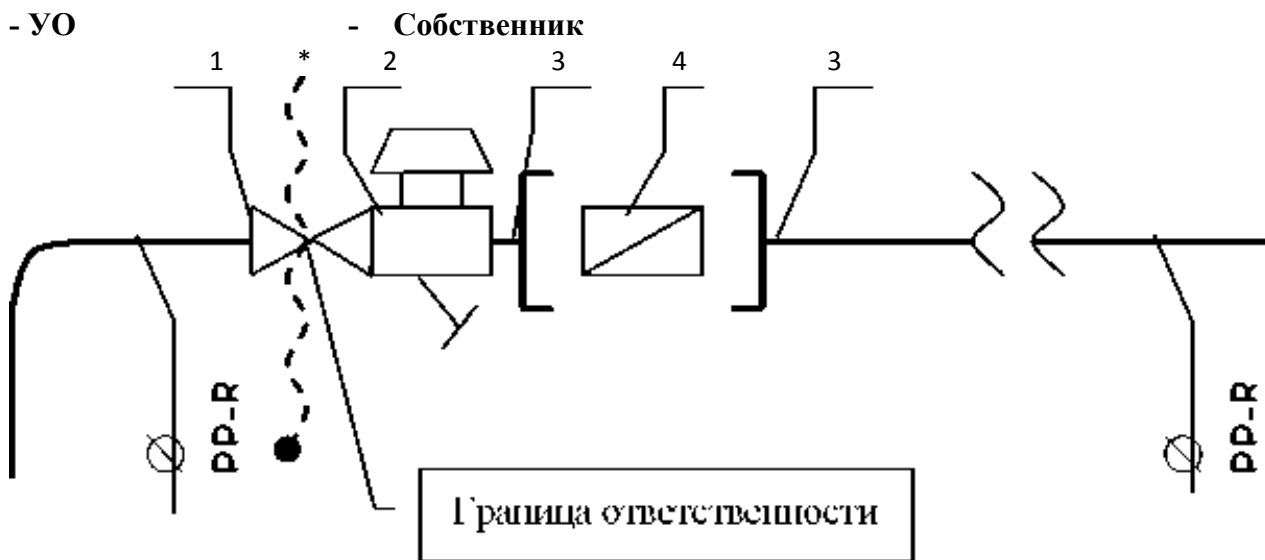 - УО - Собственник
1 * 2 3 4 3
PP-R
PP-R
Граница ответственности